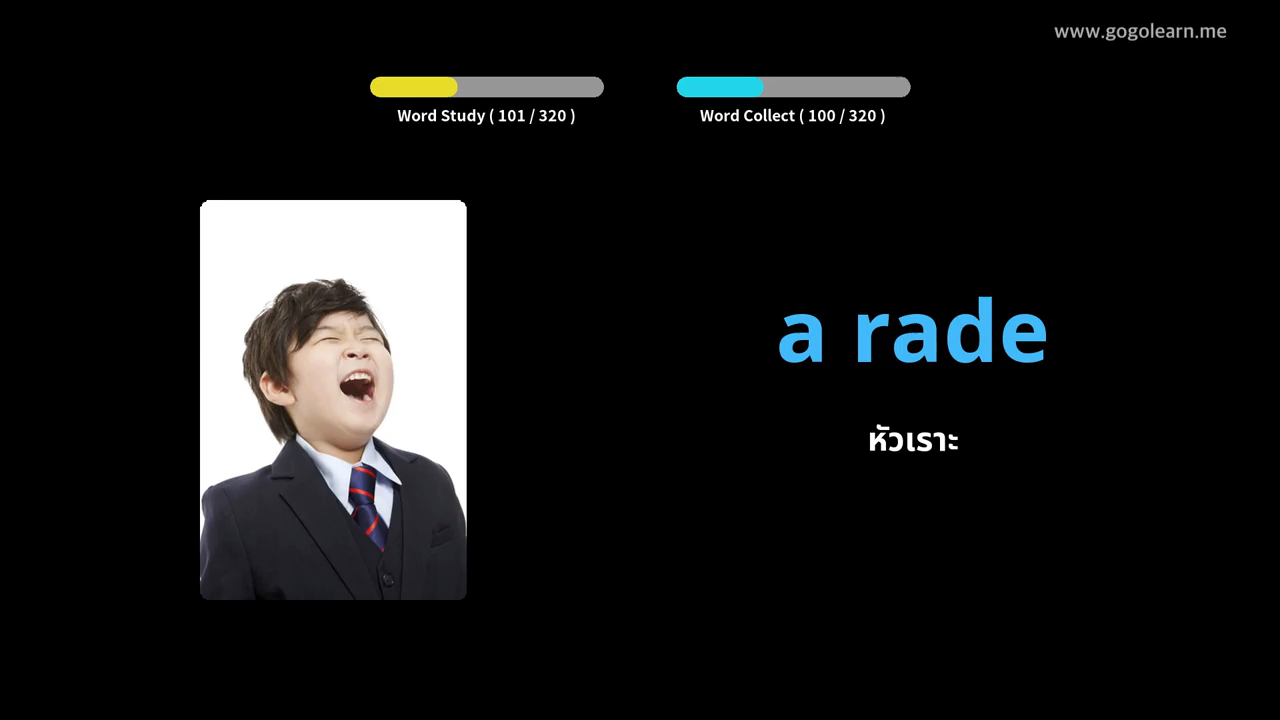 www.gogolearn.me
Word Study ( 101 / 320 )
Word Collect ( 100 / 320 )
a rade
หัวเราะ